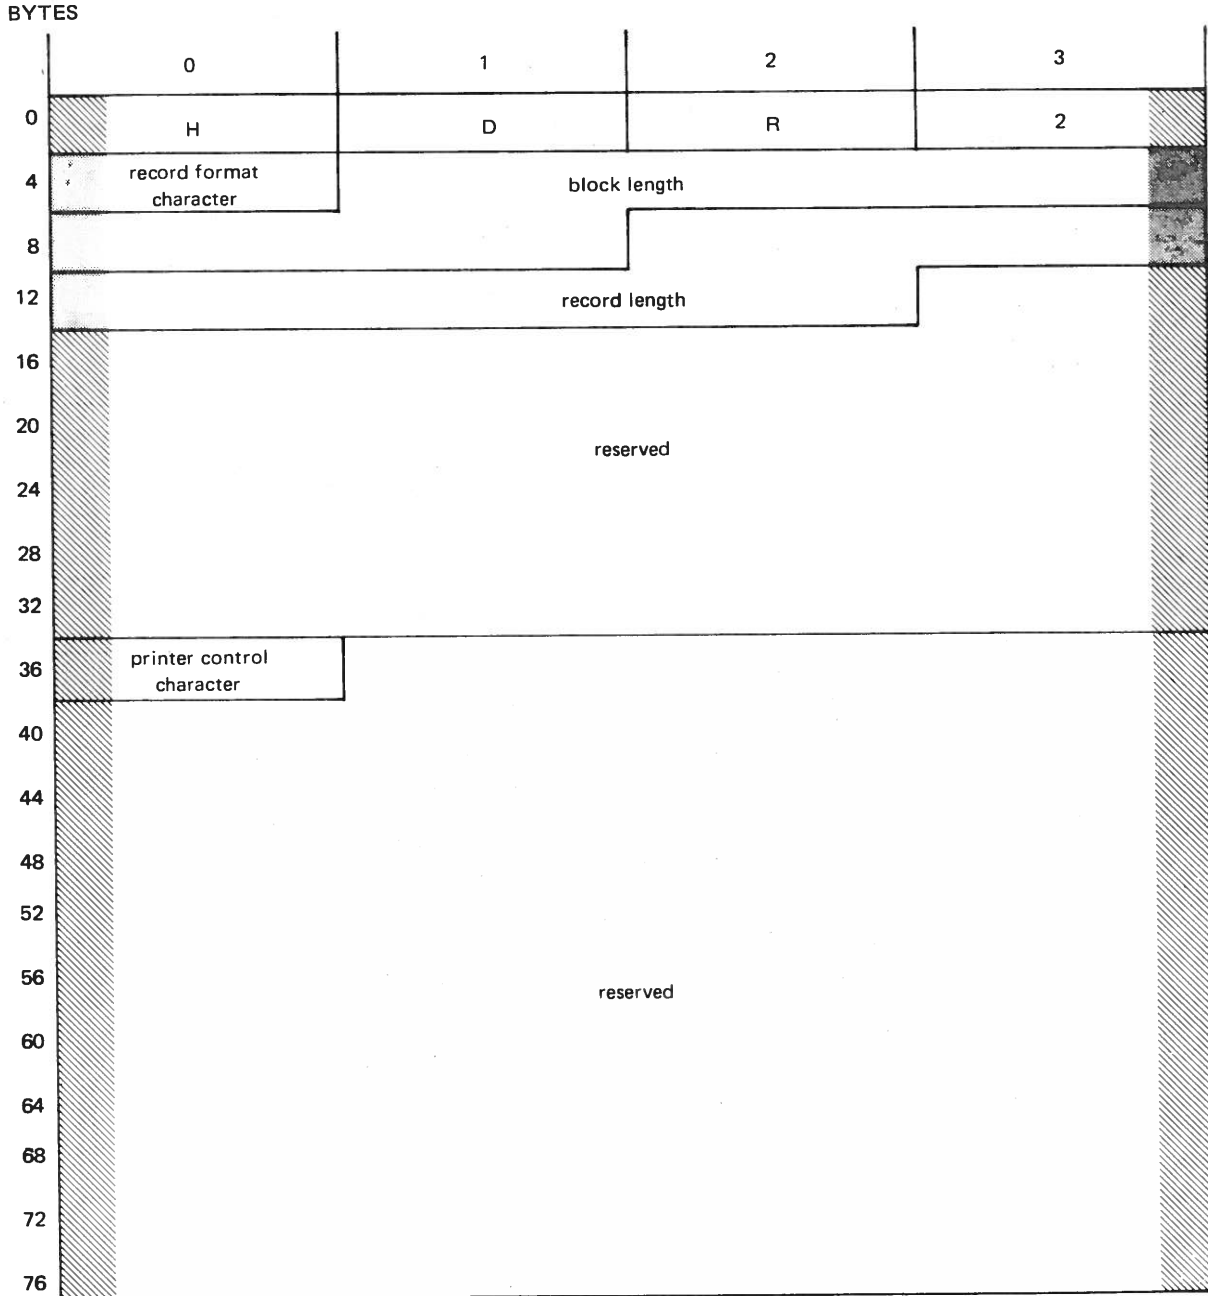 BYTES
0 1 2 3
0 H D R 2
4 record format
character block length
8
12 record length
16
20
reserved
24
28
32
36 printer control
character
40
44
48
52
56
reserved
60
64
68
72
76